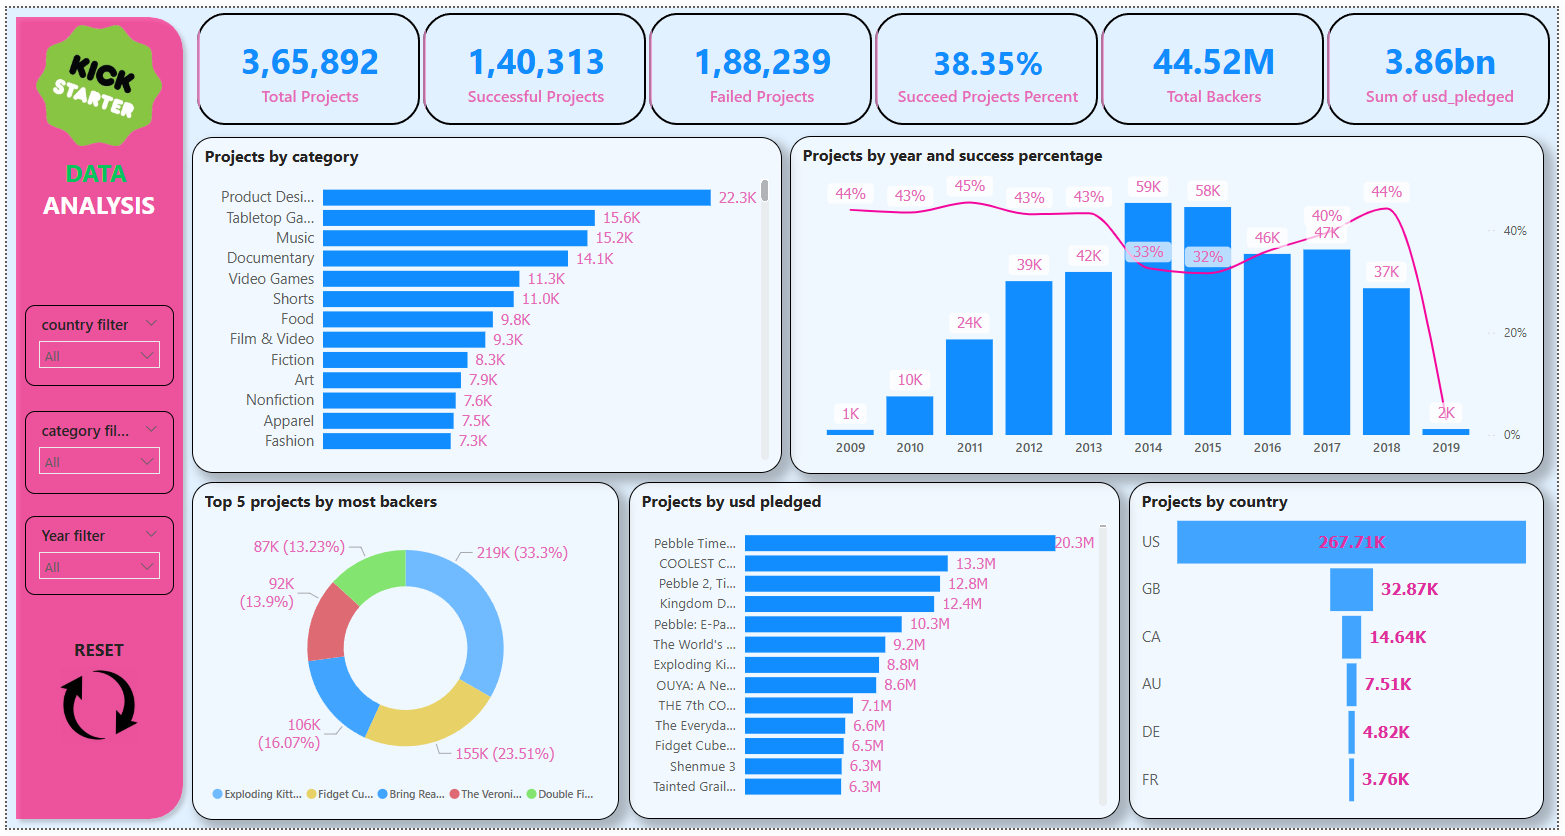 KICK
STARTER
DATA
ANALYSIS
country filter
All
category fil...
All
Year filter
All
RESET
3,65,892
Total Projects
1,40,313
Successful Projects
1,88,239
Failed Projects
38.35%
Succeed Projects Percent
44.52M
Total Backers
3.86bn
Sum of usd_pledged
Projects by category
Product Desi... 22.3K
Tabletop Ga... 15.6K
Music 15.2K
Documentary 14.1K
Video Games 11.3K
Shorts 11.0K
Food 9.8K
Film & Video 9.3K
Fiction 8.3K
Art 7.9K
Nonfiction 7.6K
Apparel 7.5K
Fashion 7.3K
Projects by year and success percentage
44% 43% 45% 43% 43% 59K 58K 44%
40%
46K 47K 40%
39K 42K 33% 32% 37K
24K
20%
10K
1K 2K
0%
2009 2010 2011 2012 2013 2014 2015 2016 2017 2018 2019
Top 5 projects by most backers
87K (13.23%)
219K (33.3%)
92K
(13.9%)
106K
(16.07%)
155K (23.51%)
Exploding Kitt... Fidget Cu... Bring Rea... The Veroni... Double Fi...
Projects by usd pledged
Pebble Time... 20.3M
COOLEST C... 13.3M
Pebble 2, Ti... 12.8M
Kingdom D... 12.4M
Pebble: E-Pa... 10.3M
The World's ... 9.2M
Exploding Ki... 8.8M
OUYA: A Ne... 8.6M
THE 7th CO... 7.1M
The Everyda... 6.6M
Fidget Cube... 6.5M
Shenmue 3 6.3M
Tainted Grail... 6.3M
Projects by country
US 267.71K
GB 32.87K
CA 14.64K
AU 7.51K
DE 4.82K
FR 3.76K